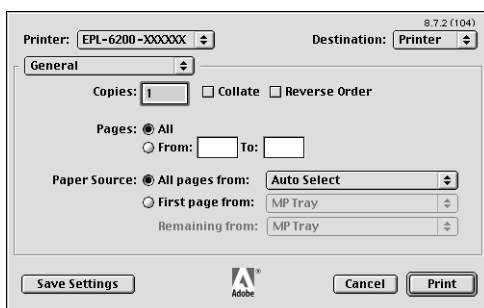 8.7.2 (104)
Printer: EPL-6200-XXXXXX Destination: Printer
General
Copies: 1 Collate Reverse Order
Pages: All
From: To:
Paper Source: All pages from: Auto Select
First page from: MP Tray
Remaining from: MP Tray
Save Settings Adobe ® Cancel Print